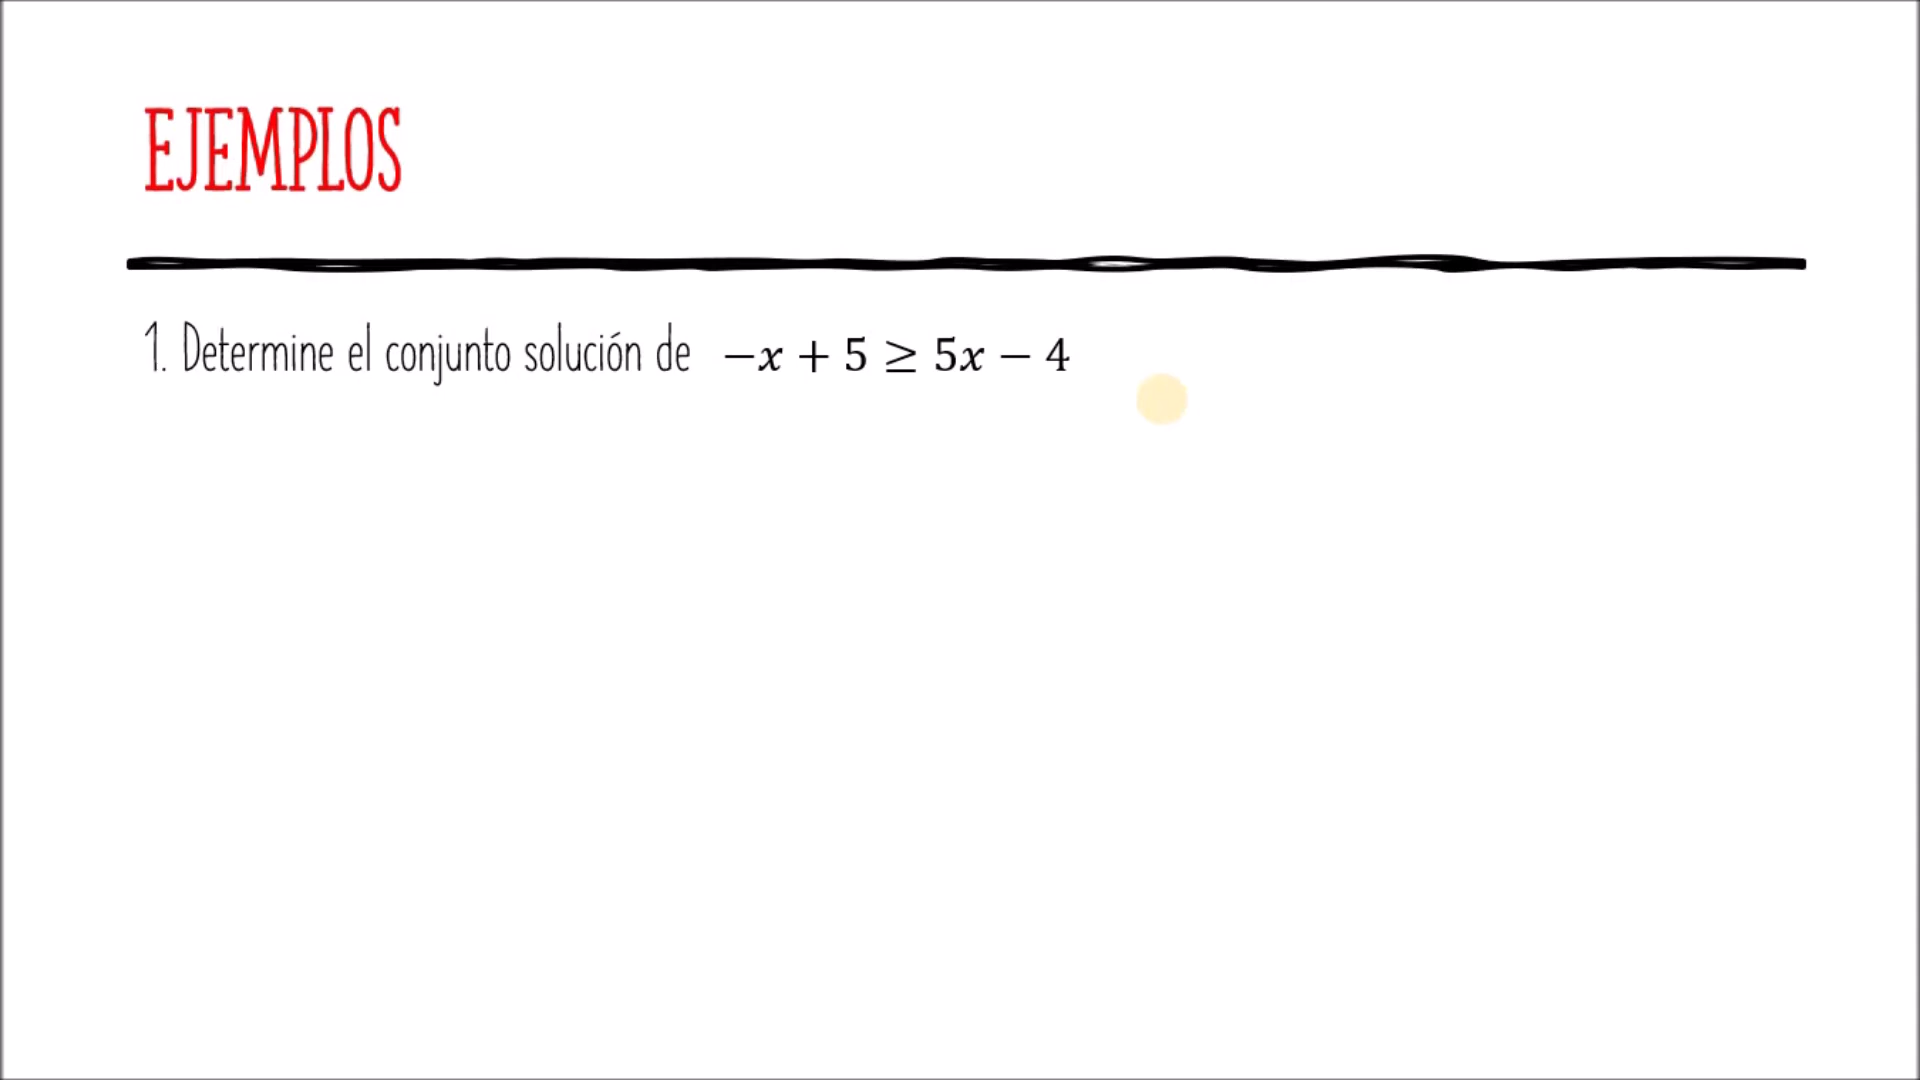 EJEMPLOS
1. Determine el conjunto solución de −x + 5 ≥ 5x − 4